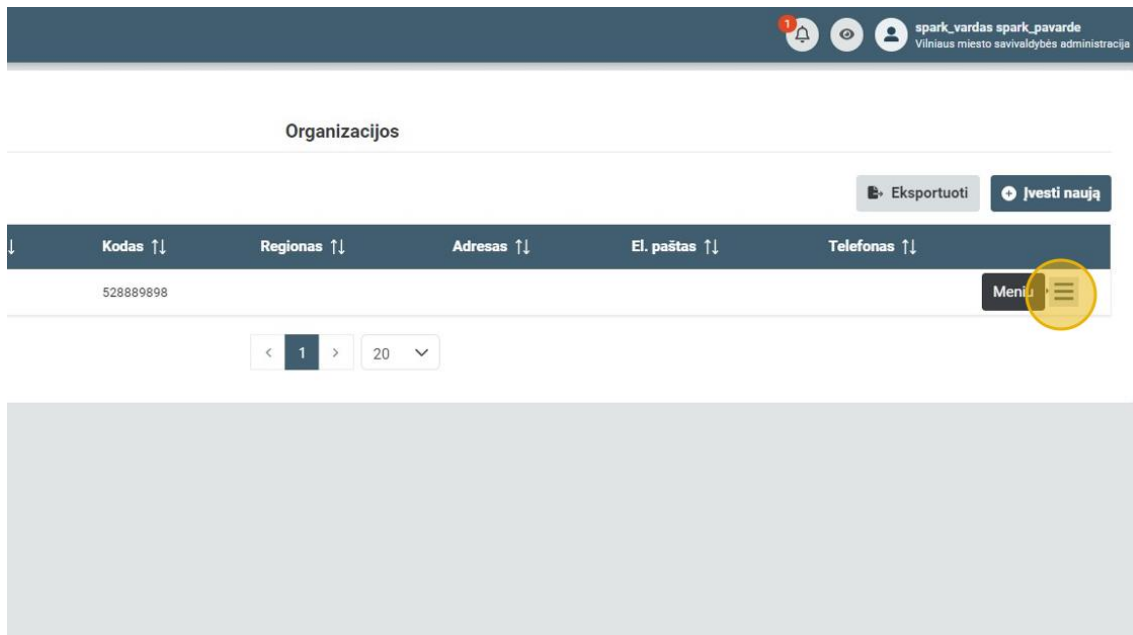 1
spark_vardas spark_pavarde
Vilniaus miesto savivaldybės administracija
Organizacijos
Eksportuoti
Įvesti naują
Kodas
Regionas
Adresas
El. paštas
Telefonas
528889898
Meniu
1
20